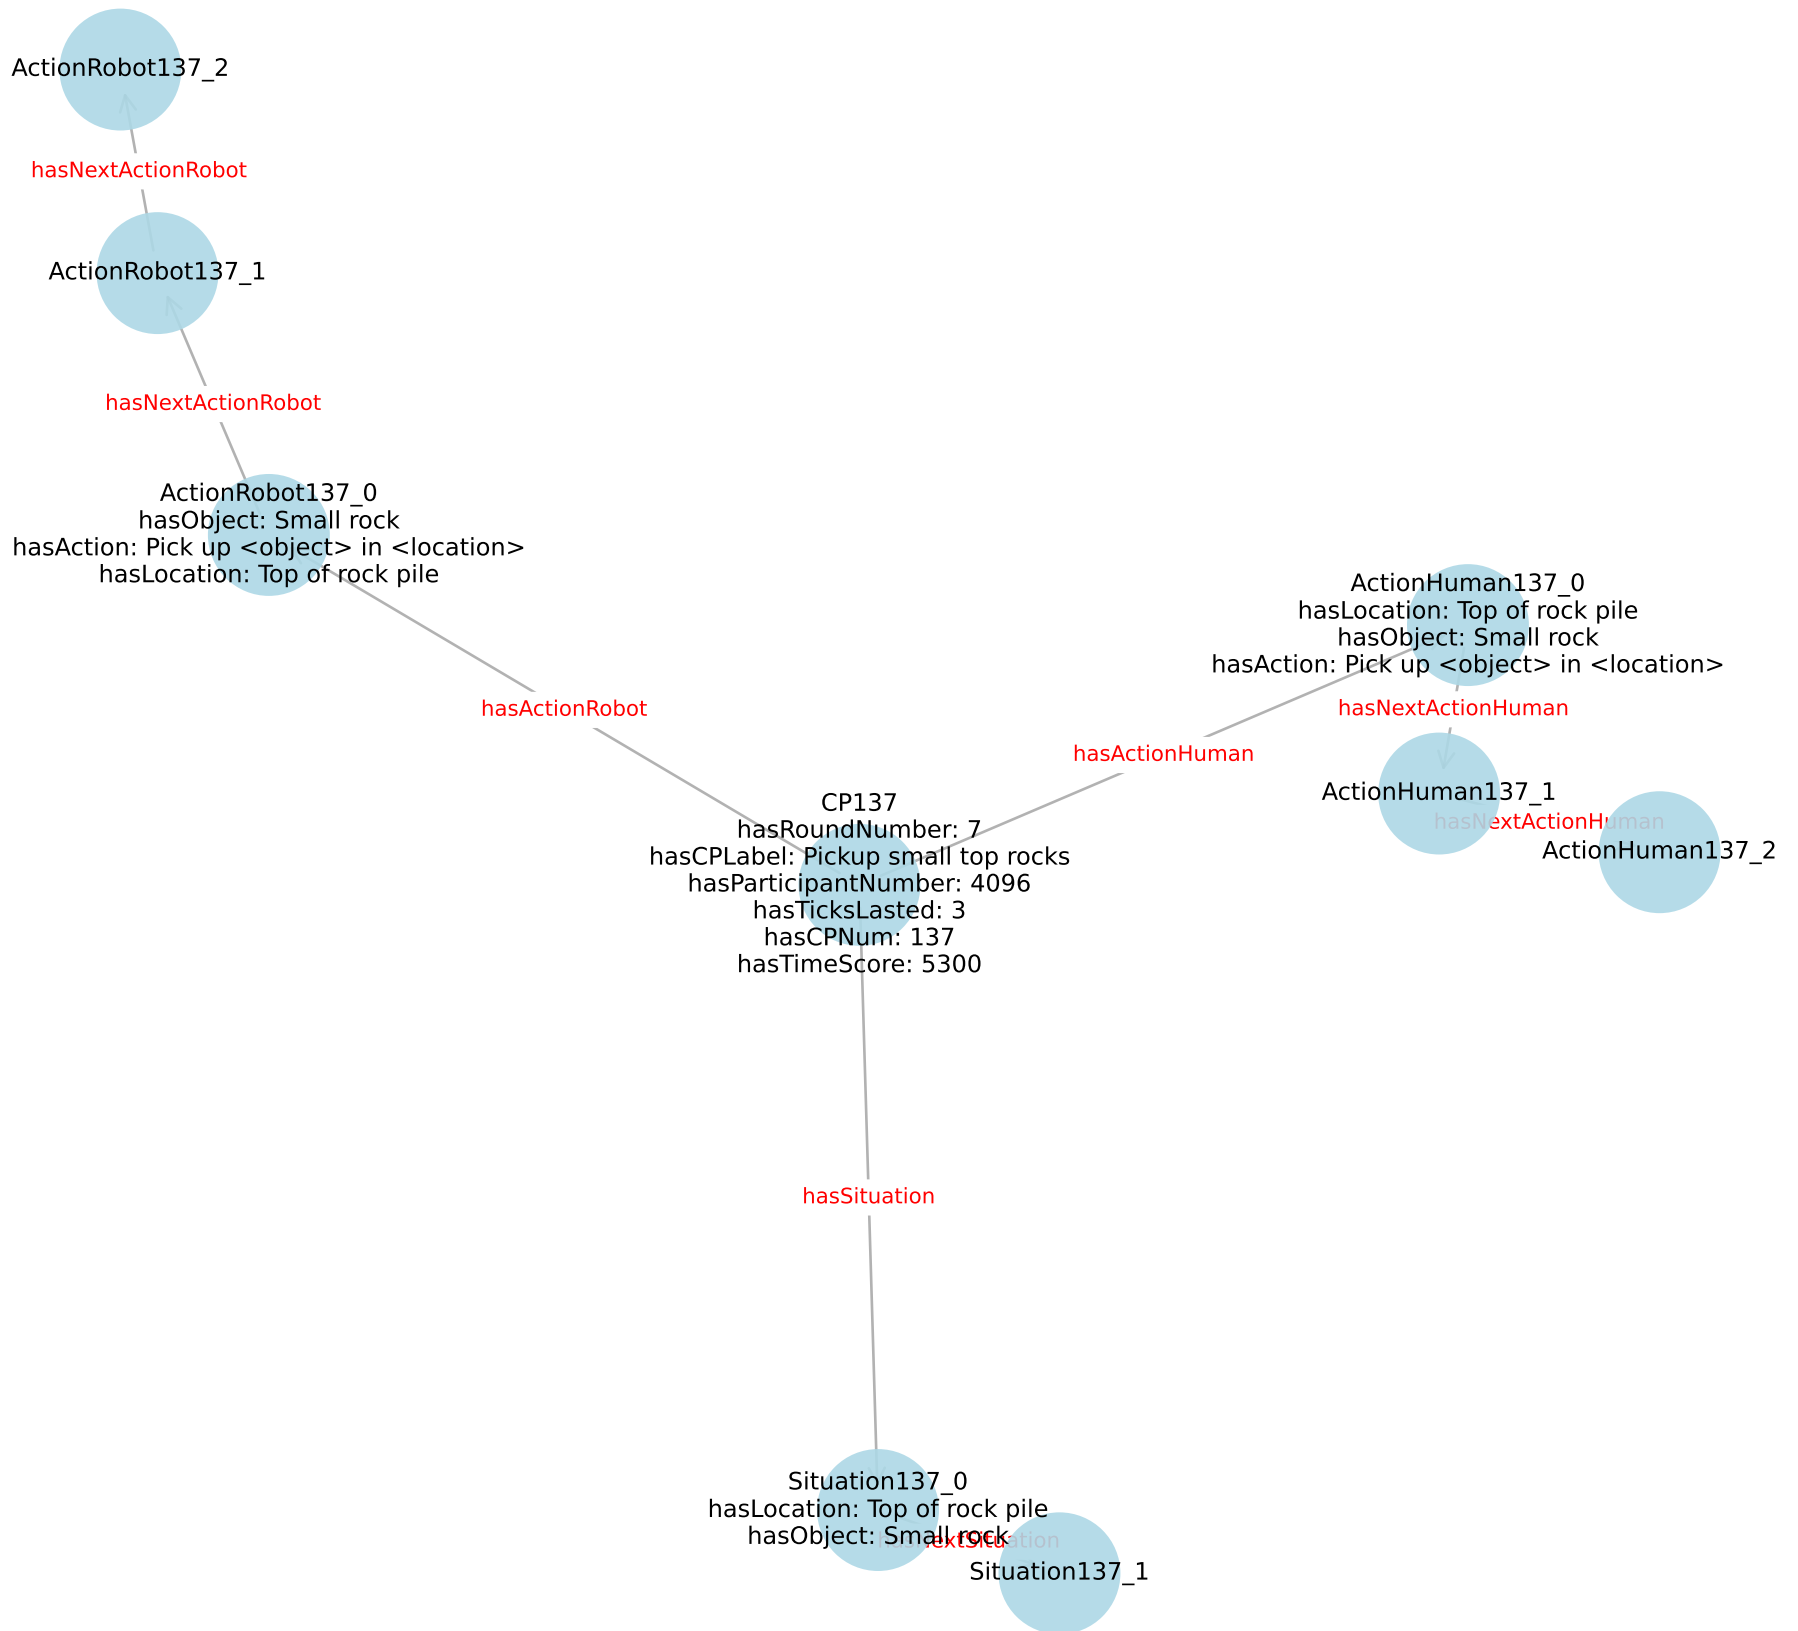 ActionRobot137_2
hasNextActionRobot
ActionRobot137_1
hasNextActionRobot
ActionRobot137_0
hasObject: Small rock
hasAction: Pick up <object> in <location>
hasLocation: Top of rock pile
ActionHuman137_0
hasLocation: Top of rock pile
hasObject: Small rock
hasAction: Pick up <object> in <location>
hasActionRobot
hasNextActionHuman
hasActionHuman
ActionHuman137_1
hasNextActionHuman
ActionHuman137_2
CP137
hasRoundNumber: 7
hasCPLabel: Pickup small top rocks
hasParticipantNumber: 4096
hasTicksLasted: 3
hasCPNum: 137
hasTimeScore: 5300
hasSituation
Situation137_0
hasLocation: Top of rock pile
hasObject: Small rock
hasNextSituation
Situation137_1